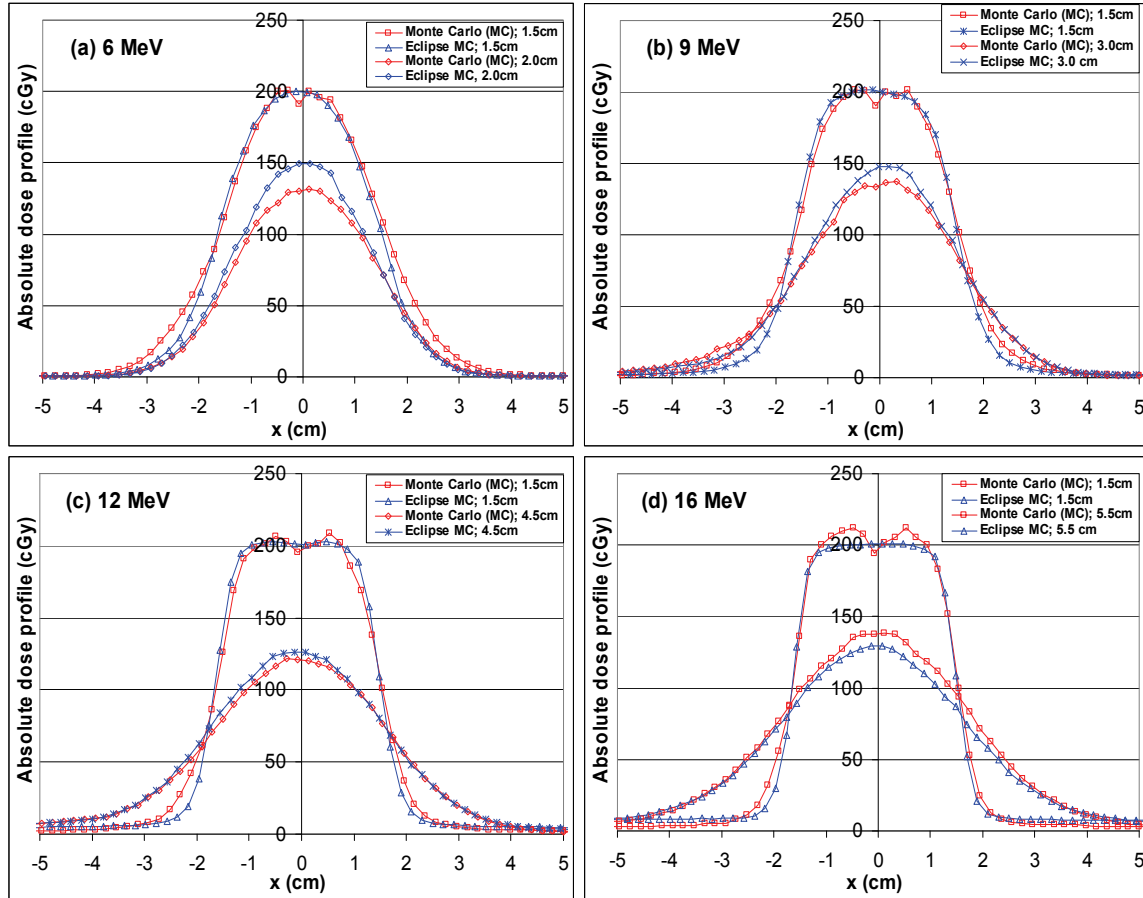 (a) 6 MeV
Monte Carlo (MC); 1.5cm
Eclipse MC; 1.5cm
Monte Carlo (MC); 2.0cm
Eclipse MC, 2.0cm
Absolute dose profile (cGy)
250
200
150
100
50
0
-5 -4 -3 -2 -1 0 1 2 3 4 5
x (cm)
(b) 9 MeV
Monte Carlo (MC); 1.5cm
Eclipse MC; 1.5cm
Monte Carlo (MC); 3.0cm
Eclipse MC; 3.0 cm
Absolute dose profile (cGy)
250
200
150
100
50
0
-5 -4 -3 -2 -1 0 1 2 3 4 5
x (cm)
(c) 12 MeV
Monte Carlo (MC); 1.5cm
Eclipse MC; 1.5cm
Monte Carlo (MC); 4.5cm
Eclipse MC; 4.5cm
Absolute dose profile (cGy)
250
200
150
100
50
0
-5 -4 -3 -2 -1 0 1 2 3 4 5
x (cm)
(d) 16 MeV
Monte Carlo (MC); 1.5cm
Eclipse MC; 1.5cm
Monte Carlo (MC); 5.5cm
Eclipse MC; 5.5 cm
Absolute dose profile (cGy)
250
200
150
100
50
0
-5 -4 -3 -2 -1 0 1 2 3 4 5
x (cm)